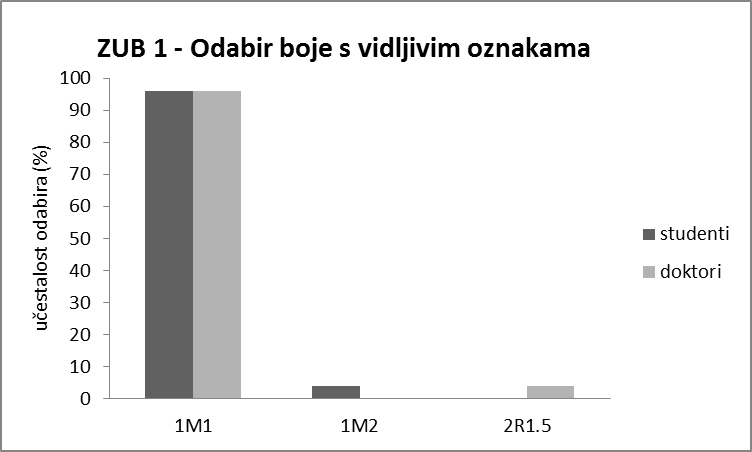 ZUB 1 - Odabir boje s vidljivim oznakama
učestalost odabira (%)
100
90
80
70
60
50
40
30
20
10
0
1M1 1M2 2R1.5
studenti
doktori